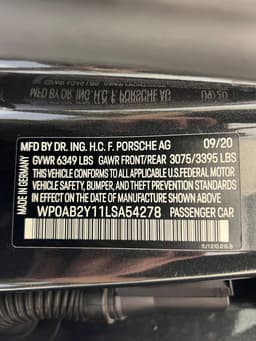 MFD BY DR. ING. H.C. F. PORSCHE AG 09/20
GVWR 6349 LBS GAWR FRONT/REAR 3075/3395 LBS
THIS VEHICLE CONFORMS TO ALL APPLICABLE
U.S. FEDERAL MOTOR VEHICLE
SAFETY, BUMPER, AND THEFT PREVENTION
STANDARDS IN EFFECT ON THE DATE OF
MANUFACTURE SHOWN ABOVE.
WP0AB2Y11LSA54278 PASSENGER CAR
MADE IN GERMANY